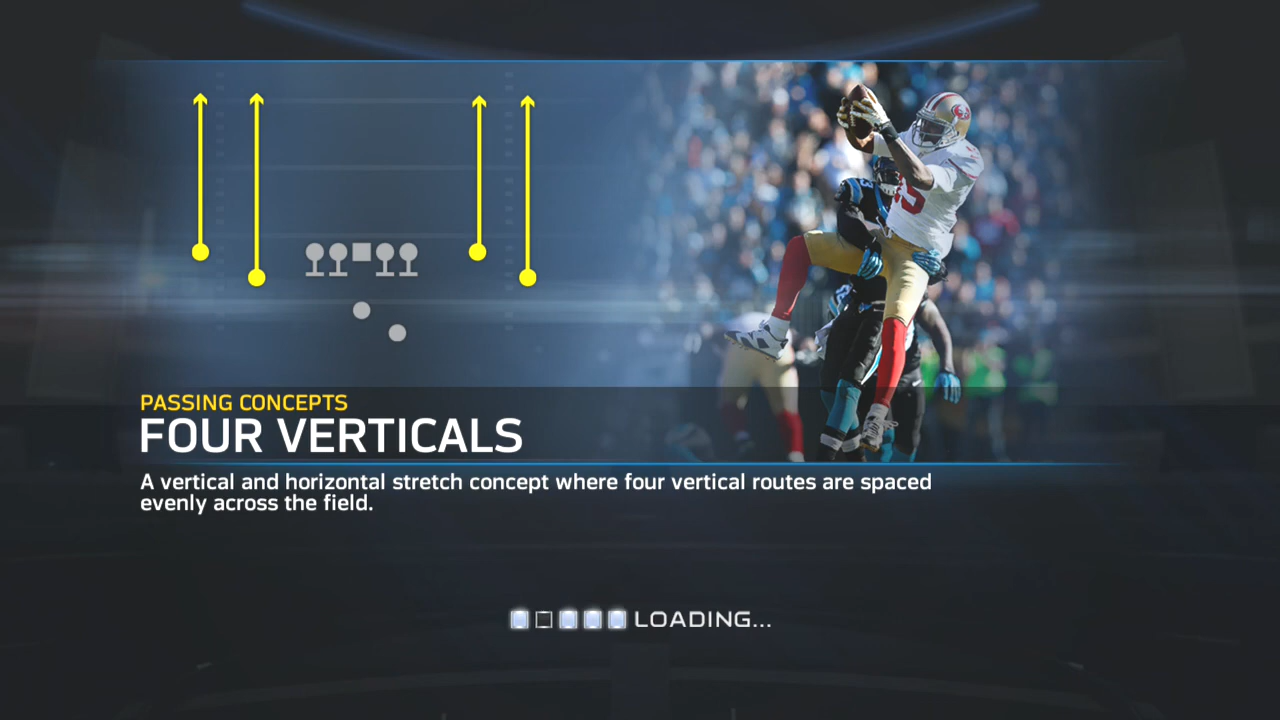 PASSING CONCEPTS
FOUR VERTICALS
A vertical and horizontal stretch concept where four vertical routes are spaced
evenly across the field.
LOADING...